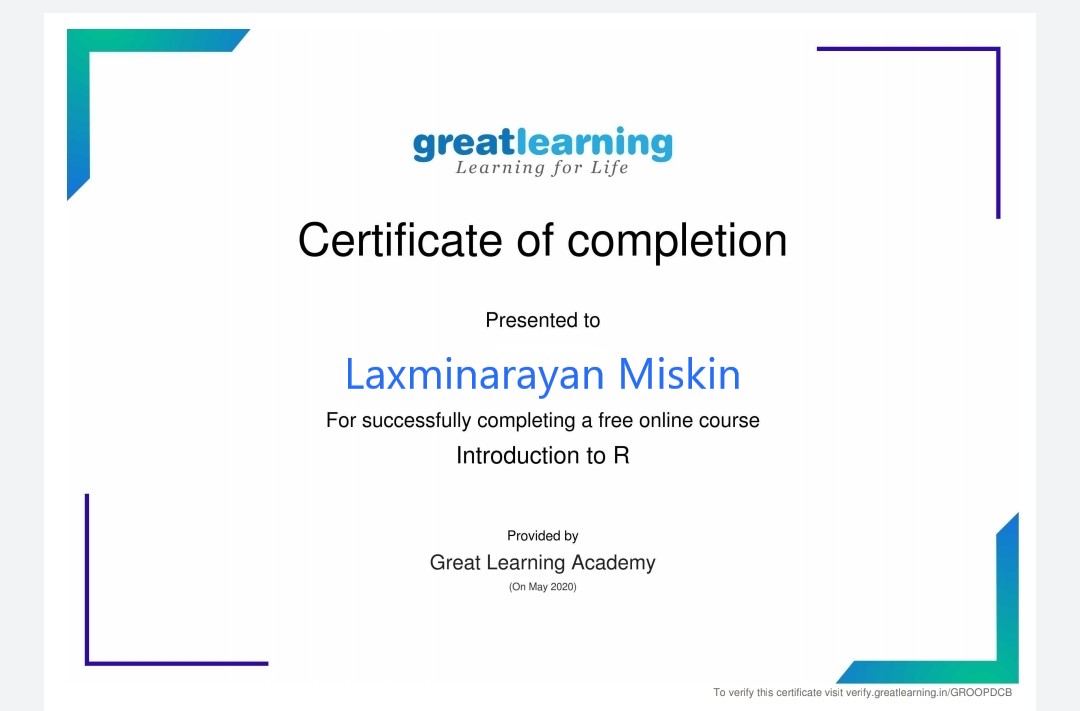 greatlearning
Learning for Life
Certificate of completion
Presented to
Laxminarayan Miskin
For successfully completing a free online course
Introduction to R
Provided by
Great Learning Academy
(On May 2020)
To verify this certificate visit verify.greatlearning.in/GROOPDCB